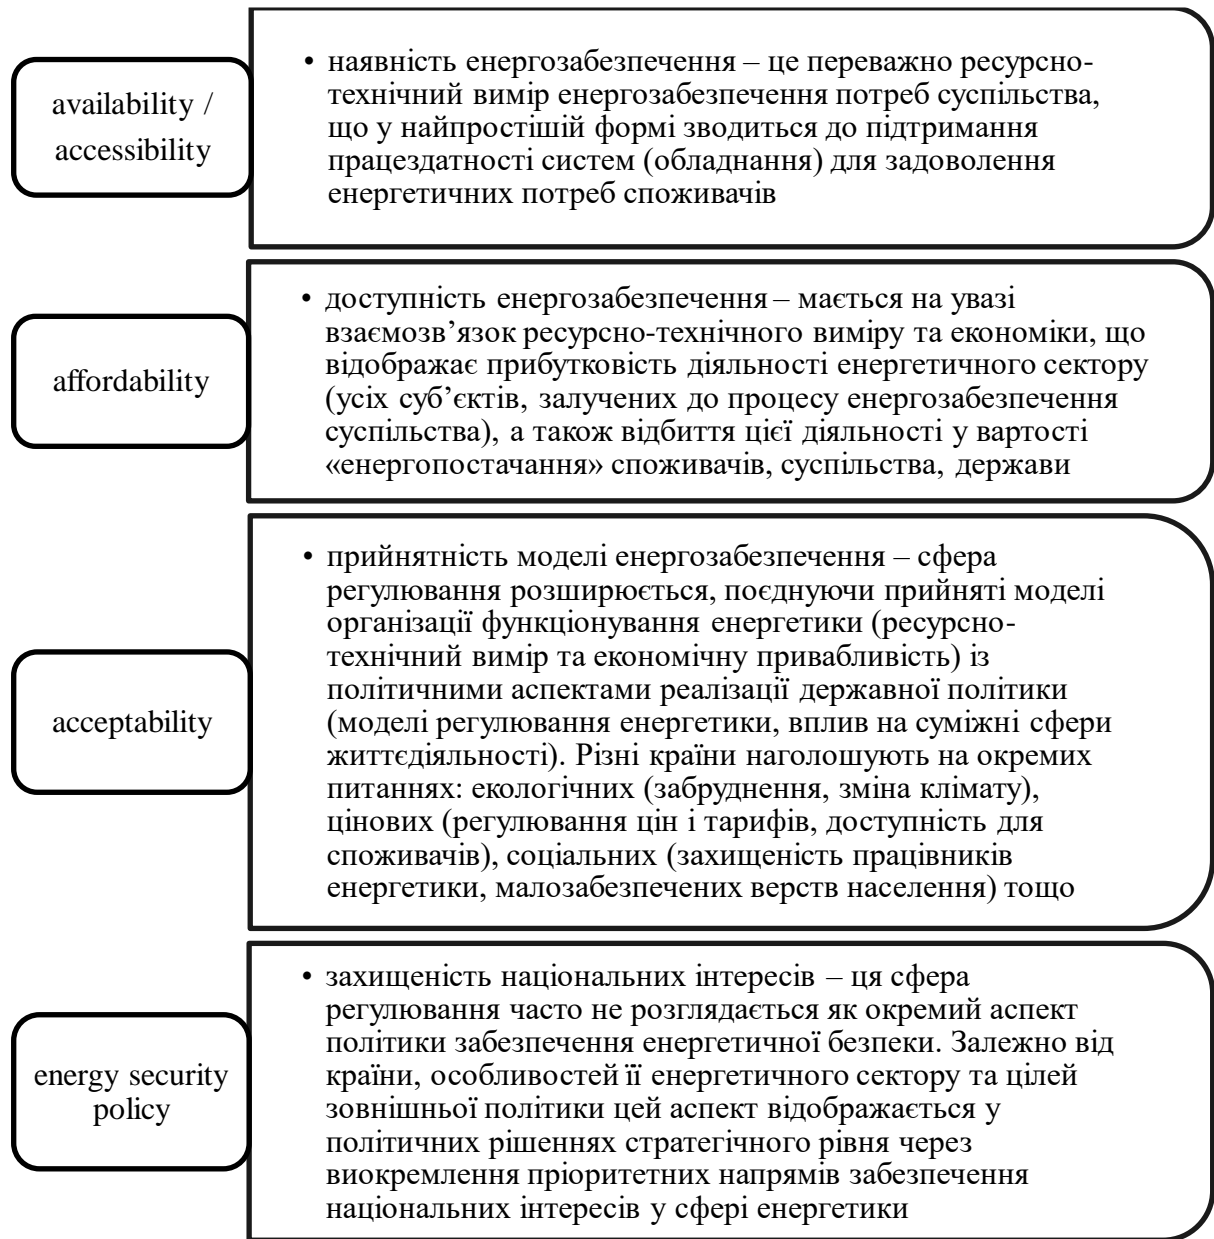 availability /
accessibility
• наявність енергозабезпечення – це переважно ресурсно-
технічний вимір енергозабезпечення потреб суспільства,
що у найпростішій формі зводиться до підтримання
працездатності систем (обладнання) для задоволення
енергетичних потреб споживачів
affordability
• доступність енергозабезпечення – мається на увазі
взаємозв’язок ресурсно-технічного виміру та економіки, що
відображає прибутковість діяльності енергетичного сектору
(усіх суб’єктів, залучених до процесу енергозабезпечення
суспільства), а також відбиття цієї діяльності у вартості
«енергопостачання» споживачів, суспільства, держави
acceptability
• прийнятність моделі енергозабезпечення – сфера
регулювання розширюється, поєднуючи прийняті моделі
організації функціонування енергетики (ресурсно-
технічний вимір та економічну привабливість) із
політичними аспектами реалізації державної політики
(моделі регулювання енергетики, вплив на суміжні сфери
життєдіяльності). Різні країни наголошують на окремих
питаннях: екологічних (забруднення, зміна клімату),
цінових (регулювання цін і тарифів, доступність для
споживачів), соціальних (захищеність працівників
енергетики, малозабезпечених верств населення) тощо
energy security
policy
• захищеність національних інтересів – ця сфера
регулювання часто не розглядається як окремий аспект
політики забезпечення енергетичної безпеки. Залежно від
країни, особливостей її енергетичного сектору та цілей
зовнішньої політики цей аспект відображається у
політичних рішеннях стратегічного рівня через
виокремлення пріоритетних напрямів забезпечення
національних інтересів у сфері енергетики